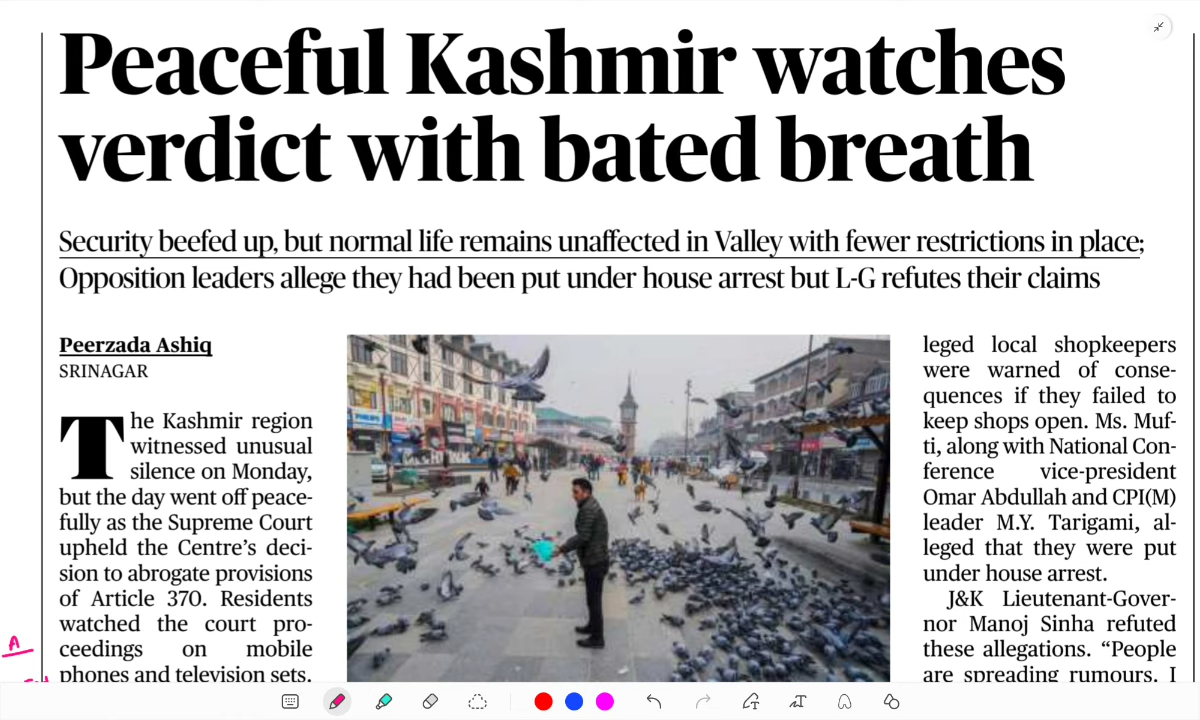 Peaceful Kashmir watches
verdict with bated breath
Security beefed up, but normal life remains unaffected in Valley with fewer restrictions in place;
Opposition leaders allege they had been put under house arrest but L-G refutes their claims
Peerzada Ashiq
SRINAGAR
The Kashmir region
witnessed unusual
silence on Monday,
but the day went off peace-
fully as the Supreme Court
upheld the Centre's deci-
sion to abrogate provisions
of Article 370. Residents
watched the court pro-
ceedings on mobile
phones and television sets.
leged local shopkeepers
were warned of conse-
quences if they failed to
keep shops open. Ms. Muf-
ti, along with National Con-
ference vice-president
Omar Abdullah and CPI(M)
leader M.Y. Tarigami, al-
leged that they were put
under house arrest.
J&K Lieutenant-Gover-
nor Manoj Sinha refuted
these allegations. “People
are spreading rumours. I
A